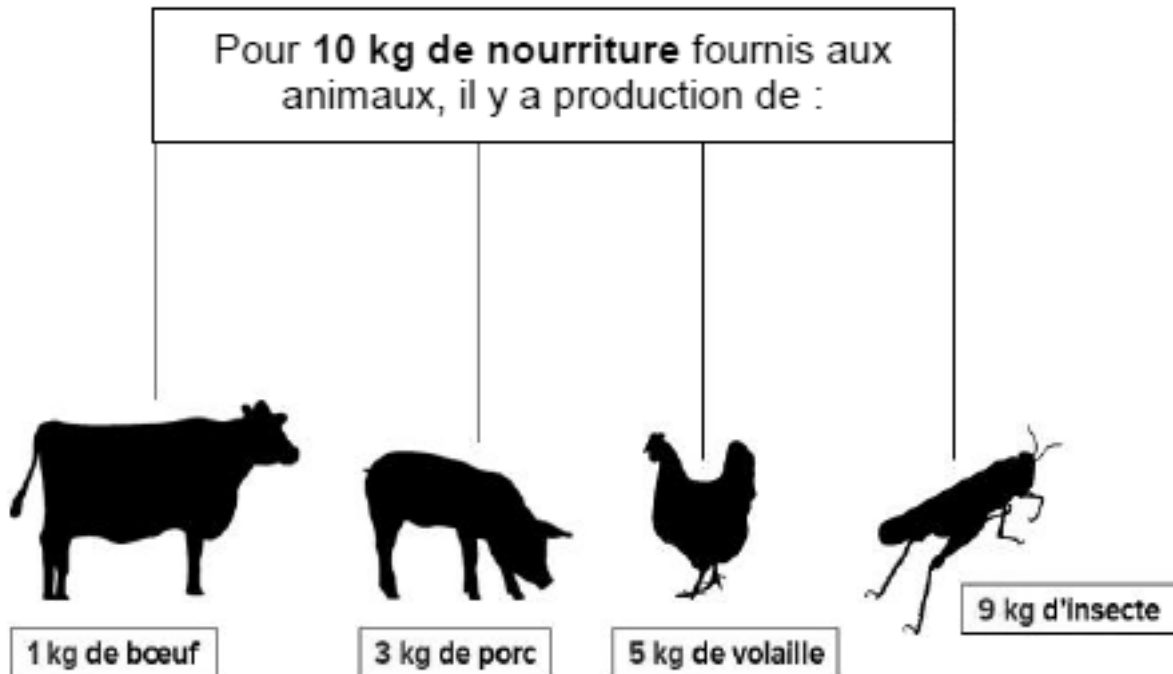 Pour 10 kg de nourriture fournis aux
animaux, il y a production de :
1 kg de bœuf
3 kg de porc
5 kg de volaille
9 kg d'insecte